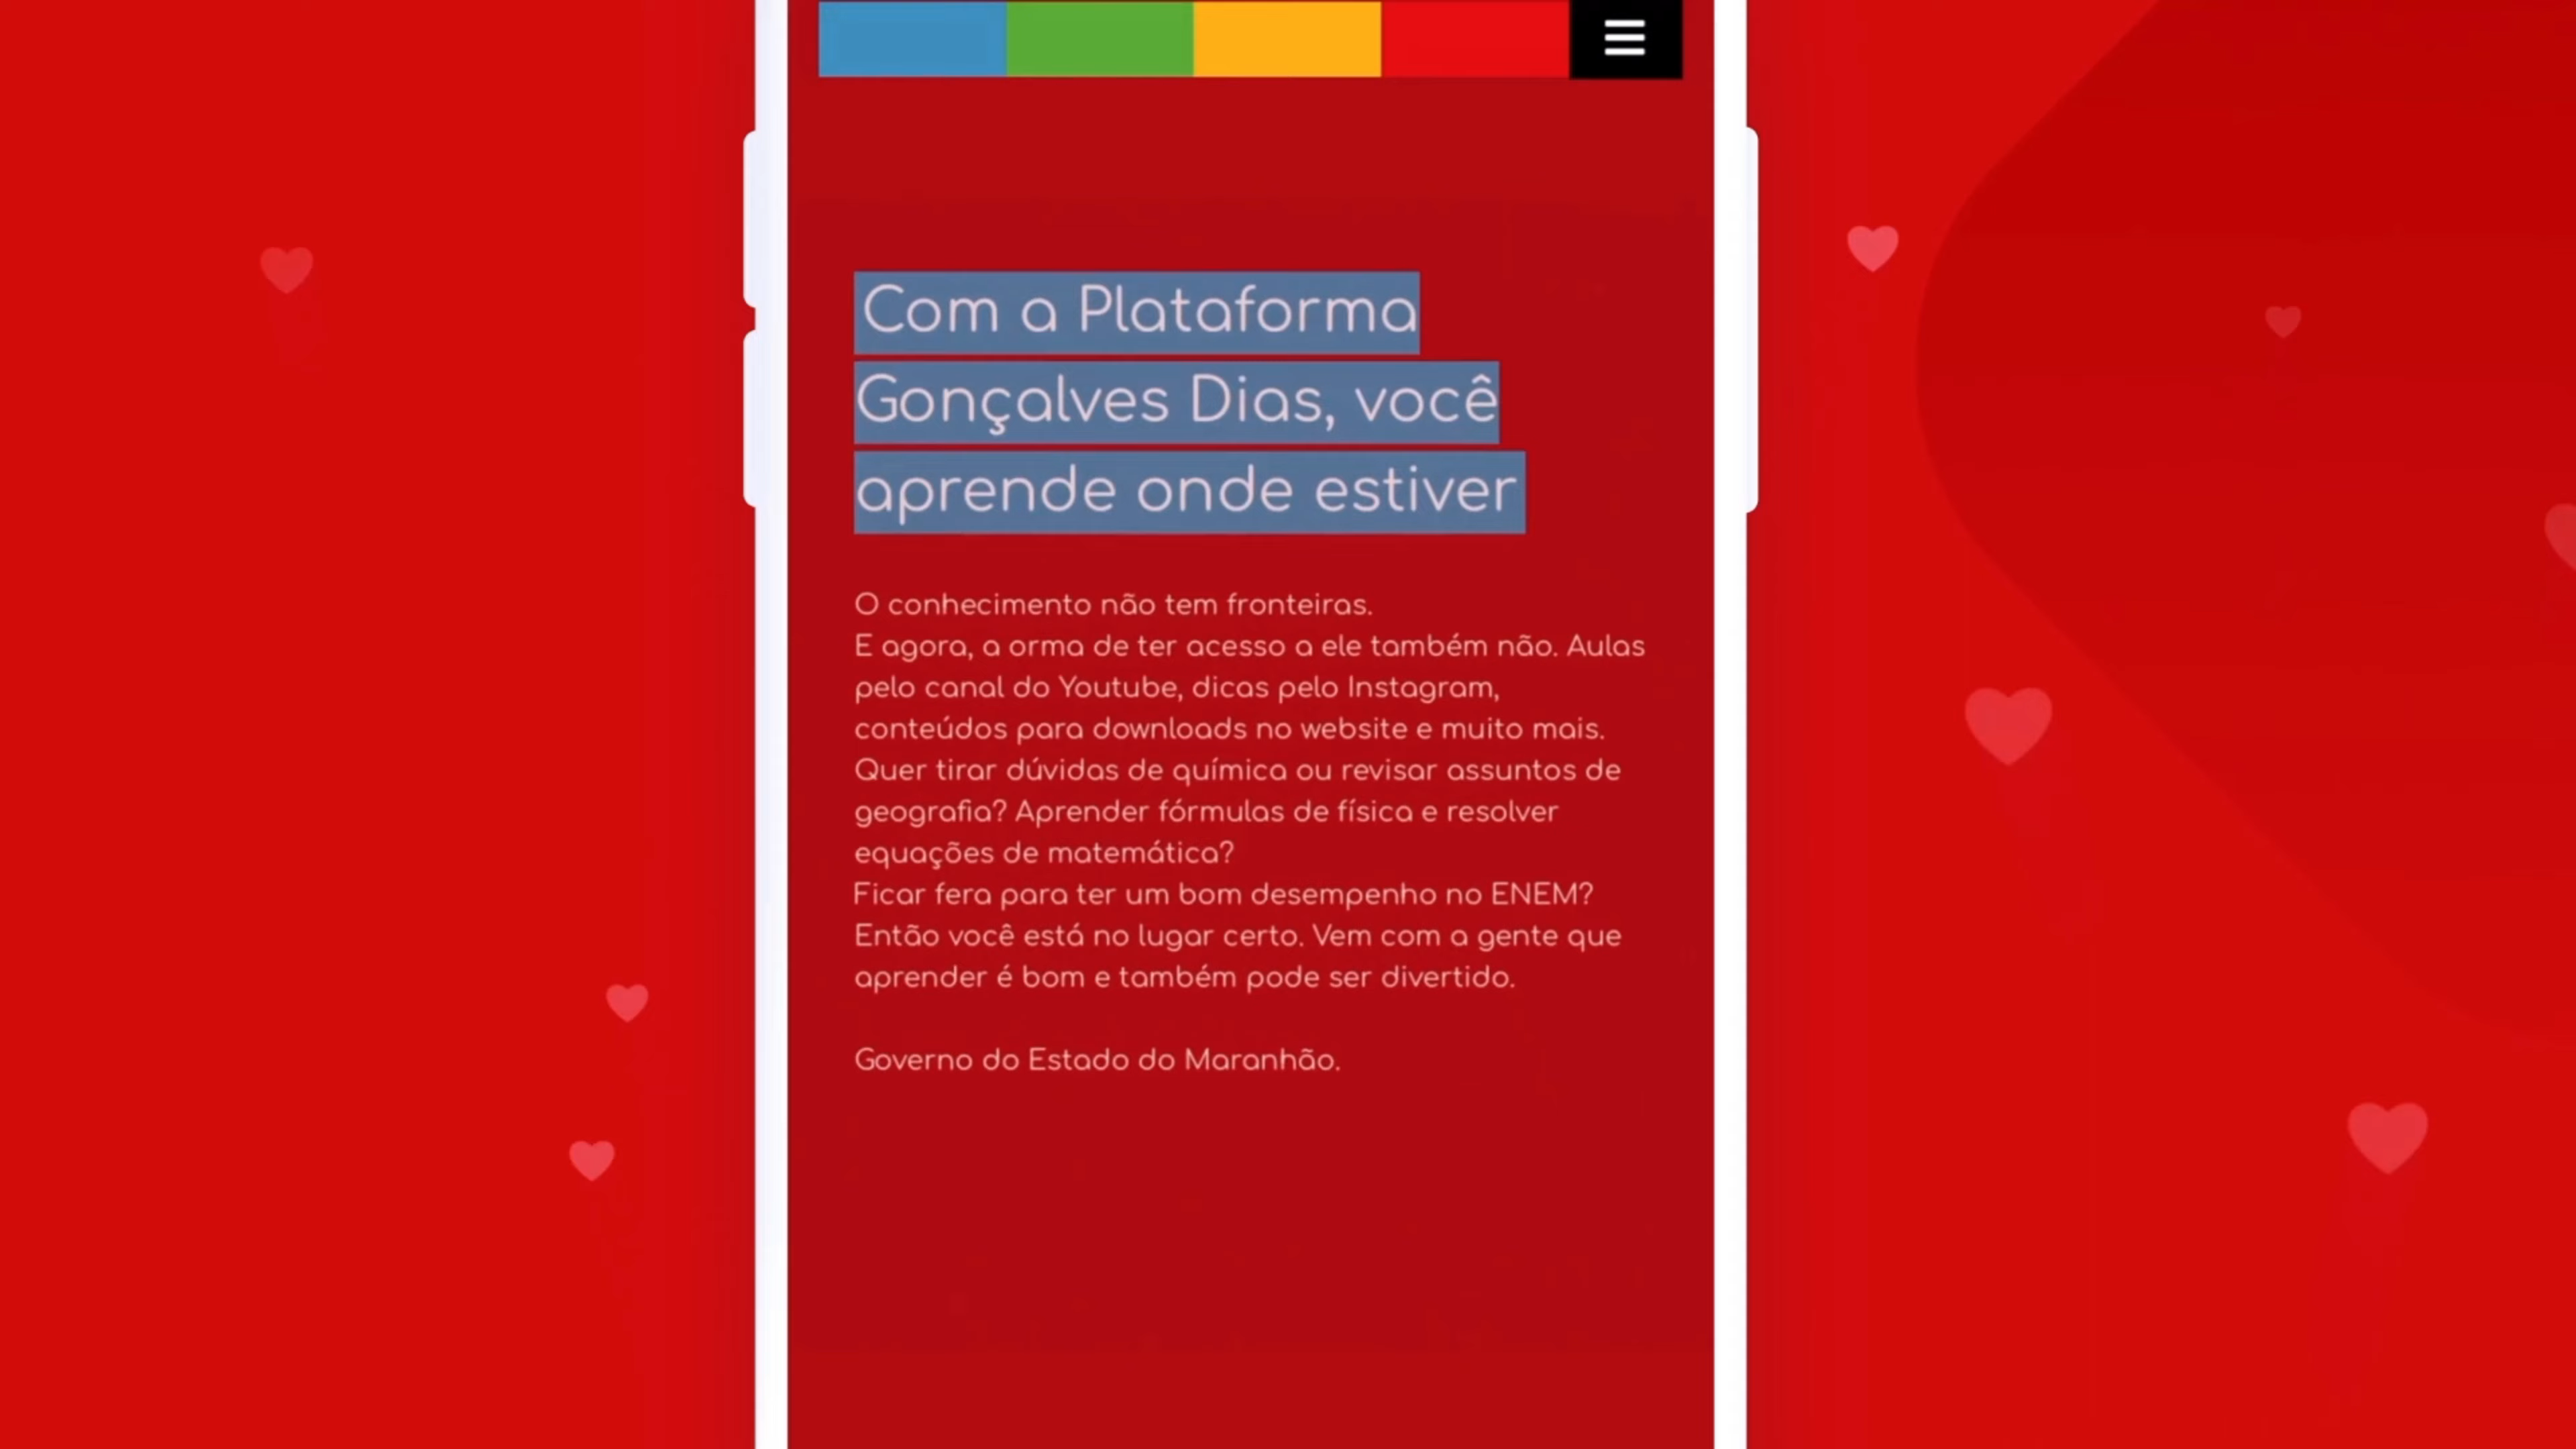 Com a Plataforma
Gonçalves Dias, você
aprende onde estiver
O conhecimento não tem fronteiras.
E agora, a orma de ter acesso a ele também não. Aulas
pelo canal do Youtube, dicas pelo Instagram,
conteúdos para downloads no website e muito mais.
Quer tirar dúvidas de química ou revisar assuntos de
geografia? Aprender fórmulas de física e resolver
equações de matemática?
Ficar fera para ter um bom desempenho no ENEM?
Então você está no lugar certo. Vem com a gente que
aprender é bom e também pode ser divertido.
Governo do Estado do Maranhão.